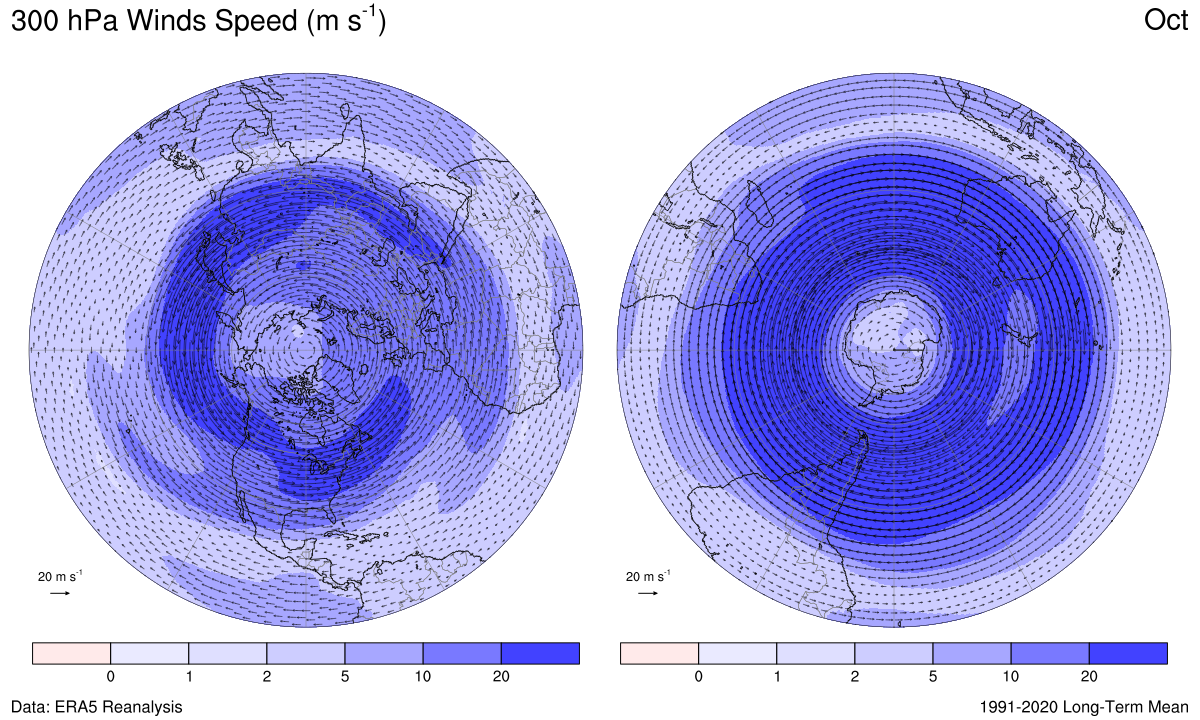 300 hPa Winds Speed (m s⁻¹) Oct
20 m s⁻¹ 20 m s⁻¹
0 1 2 5 10 20 0 1 2 5 10 20
Data: ERA5 Reanalysis 1991-2020 Long-Term Mean